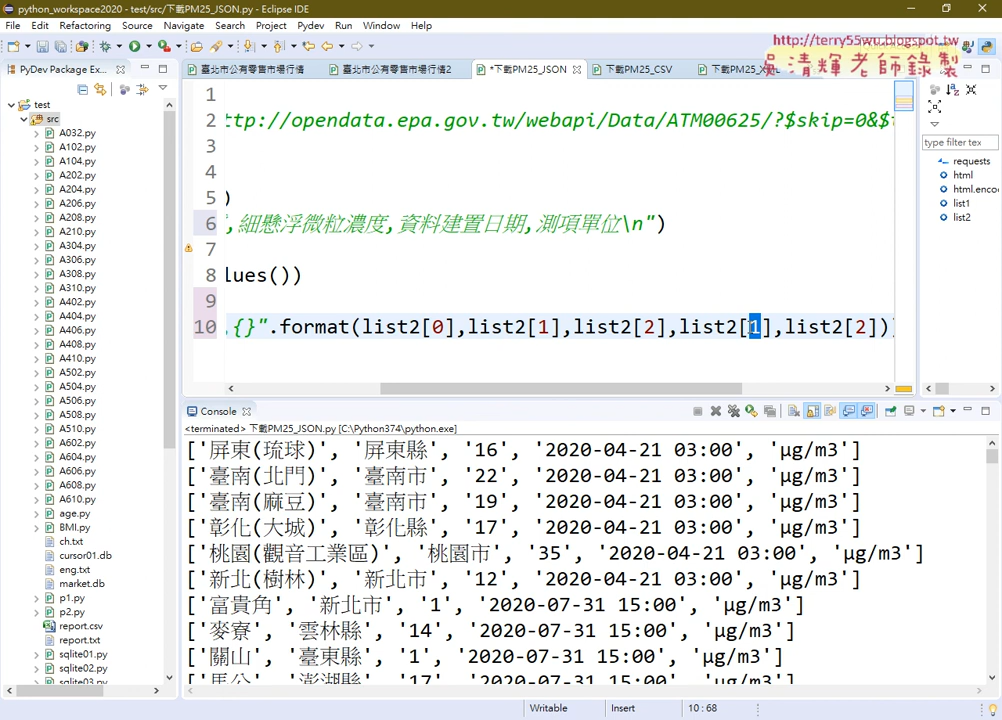 python_workspace2020 - test/src/下載PM25_JSON.py - Eclipse IDE
File Edit Refactoring Source Navigate Search Project Pydev Run Window Help
http://terry55wu.blogspot.tw
吳清輝老師錄製
PyDev Package Ex...
臺北市公有零售市場行情
臺北市公有零售市場行情2
*下載PM25_JSON
下載PM25_CSV
test
src
A032.py
A102.py
A104.py
A202.py
A204.py
A206.py
A208.py
A210.py
A304.py
A306.py
A308.py
A310.py
A402.py
A404.py
A406.py
A408.py
A410.py
A502.py
A504.py
A506.py
A508.py
A510.py
A602.py
A604.py
A606.py
A608.py
A610.py
age.py
BMI.py
ch.txt
cursor01.db
eng.txt
market.db
p1.py
p2.py
report.csv
report.txt
sqlite01.py
sqlite02.py
sqlite03.py
1
2 ttp://opendata.epa.gov.tw/webapi/Data/ATM00625/?$skip=0&$t
3
4
5 )
6 ,細懸浮微粒濃度,資料建置日期,測項單位\n")
7
8 lues())
9
10 ,{}".format(list2[0],list2[1],list2[2],list2[1],list2[2]))
type filter tex
requests
html
html.enco
list1
list2
Console
<terminated> 下載PM25_JSON.py [C:\Python374\python.exe]
['屏東(琉球)', '屏東縣', '16', '2020-04-21 03:00', 'μg/m3']
['臺南(北門)', '臺南市', '22', '2020-04-21 03:00', 'μg/m3']
['臺南(麻豆)', '臺南市', '19', '2020-04-21 03:00', 'μg/m3']
['彰化(大城)', '彰化縣', '17', '2020-04-21 03:00', 'μg/m3']
['桃園(觀音工業區)', '桃園市', '35', '2020-04-21 03:00', 'μg/m3']
['新北(樹林)', '新北市', '12', '2020-04-21 03:00', 'μg/m3']
['富貴角', '新北市', '1', '2020-07-31 15:00', 'μg/m3']
['麥寮', '雲林縣', '14', '2020-07-31 15:00', 'μg/m3']
['關山', '臺東縣', '1', '2020-07-31 15:00', 'μg/m3']
['馬公', '澎湖縣', '17', '2020-07-31 15:00', 'μg/m3']
Writable Insert 10 : 68